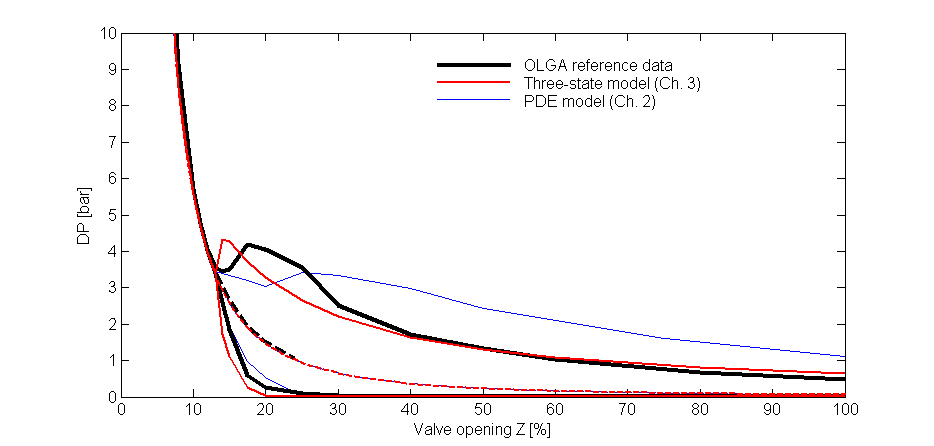 10
9
8
7
6
5
4
3
2
1
0
DP [bar]
OLGA reference data
Three-state model (Ch. 3)
PDE model (Ch. 2)
0 10 20 30 40 50 60 70 80 90 100
Valve opening Z [%]